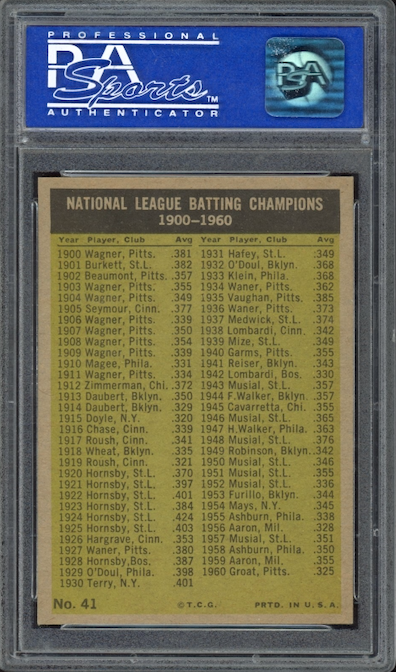 PROFESSIONAL
PSA
Sports™
AUTHENTICATOR
PSA
NATIONAL LEAGUE BATTING CHAMPIONS
1900-1960
Year Player, Club Avg
1900 Wagner, Pitts. .381
1901 Burkett, St.L. .382
1902 Beaumont, Pitts. .357
1903 Wagner, Pitts. .355
1904 Wagner, Pitts. .349
1905 Seymour, Cinn. .377
1906 Wagner, Pitts. .339
1907 Wagner, Pitts. .350
1908 Wagner, Pitts. .354
1909 Wagner, Pitts. .339
1910 Magee, Phila. .331
1911 Wagner, Pitts. .334
1912 Zimmerman, Chi. .372
1913 Daubert, Bklyn. .350
1914 Daubert, Bklyn. .329
1915 Doyle, N.Y. .320
1916 Chase, Cinn. .339
1917 Roush, Cinn. .341
1918 Wheat, Bklyn. .335
1919 Roush, Cinn. .321
1920 Hornsby, St.L. .370
1921 Hornsby, St.L. .397
1922 Hornsby, St.L. .401
1923 Hornsby, St.L. .384
1924 Hornsby, St.L. .424
1925 Hornsby, St.L. .403
1926 Hargrave, Cinn. .353
1927 Waner, Pitts. .380
1928 Hornsby,Bos. .387
1929 O'Doul, Phila. .398
1930 Terry, N.Y. .401
Year Player, Club Avg
1931 Hafey, St.L. .349
1932 O'Doul, Bklyn. .368
1933 Klein, Phila. .368
1934 Waner, Pitts. .362
1935 Vaughan, Pitts. .385
1936 Waner, Pitts. .373
1937 Medwick, St.L. .374
1938 Lombardi, Cinn. .342
1939 Mize, St.L. .349
1940 Garms, Pitts. .355
1941 Reiser, Bklyn. .343
1942 Lombardi, Bos. .330
1943 Musial, St.L. .357
1944 F.Walker, Bklyn. .357
1945 Cavarretta, Chi. .355
1946 Musial, St.L. .365
1947 H.Walker, Phila. .363
1948 Musial, St.L. .376
1949 Robinson, Bklyn .342
1950 Musial, St.L. .346
1951 Musial, St.L. .355
1952 Musial, St.L. .336
1953 Furillo, Bklyn. .344
1954 Mays, N.Y. .345
1955 Ashburn, Phila. .338
1956 Aaron, Mil. .328
1957 Musial, St.L. .351
1958 Ashburn, Phila. .350
1959 Aaron, Mil. .355
1960 Groat, Pitts. .325
No. 41 ©T.C.G. PRTD. IN U.S.A.